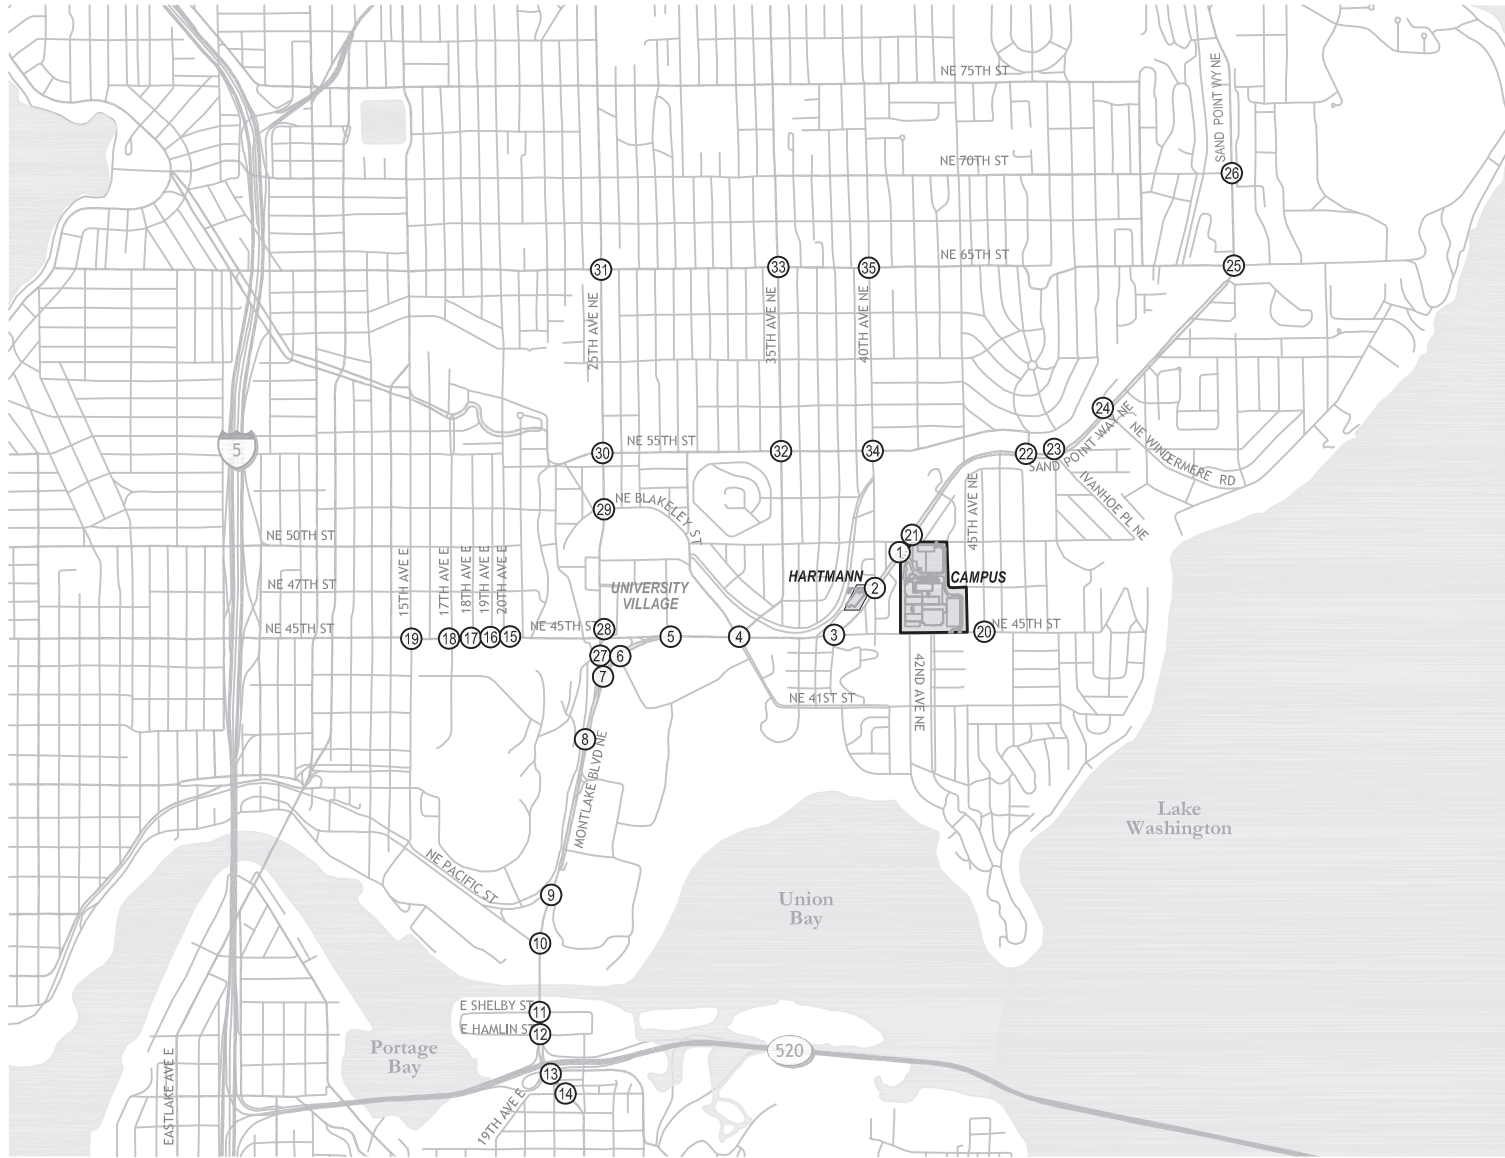 NE 75TH ST
SAND POINT WY NE
NE 70TH ST
26
NE 65TH ST
31
33
35
25
25TH AVE NE
35TH AVE NE
40TH AVE NE
24
5
30
NE 55TH ST
32
34
22
23
SAND POINT WAY NE
NE WINDERMERE RD
IVANHOE PL NE
45TH AVE NE
29
NE BLAKELEY ST
NE 50TH ST
21
1
15TH AVE E
17TH AVE E
18TH AVE E
19TH AVE E
20TH AVE E
NE 47TH ST
UNIVERSITY
VILLAGE
HARTMANN
2
CAMPUS
NE 45TH ST
19
18
17
16
15
NE 45TH ST
28
5
4
3
20
NE 45TH ST
27
6
7
42ND AVE NE
NE 41ST ST
8
MONTLAKE BLVD NE
Lake
Washington
NE PACIFIC ST
9
Union
Bay
10
E SHELBY ST
11
E HAMLIN ST
12
Portage
Bay
520
EASTLAKE AVE E
13
14
19TH AVE E